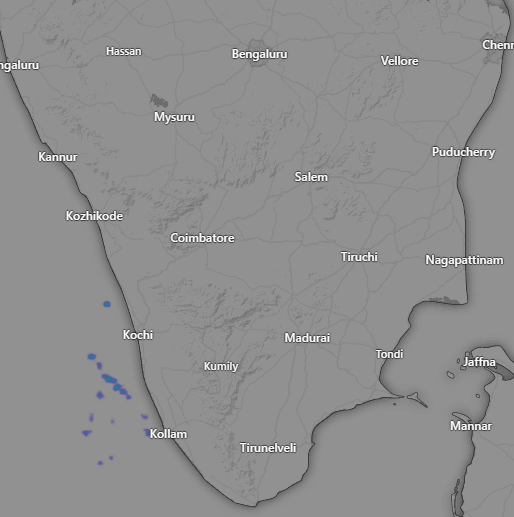 Hassan
Bengaluru
Chenn
ngaluru
Vellore
Mysuru
Kannur
Puducherry
Salem
Kozhikode
Coimbatore
Tiruchi
Nagapattinam
Kochi
Madurai
Tondi
Kumily
Jaffna
Mannar
Kollam
Tirunelveli